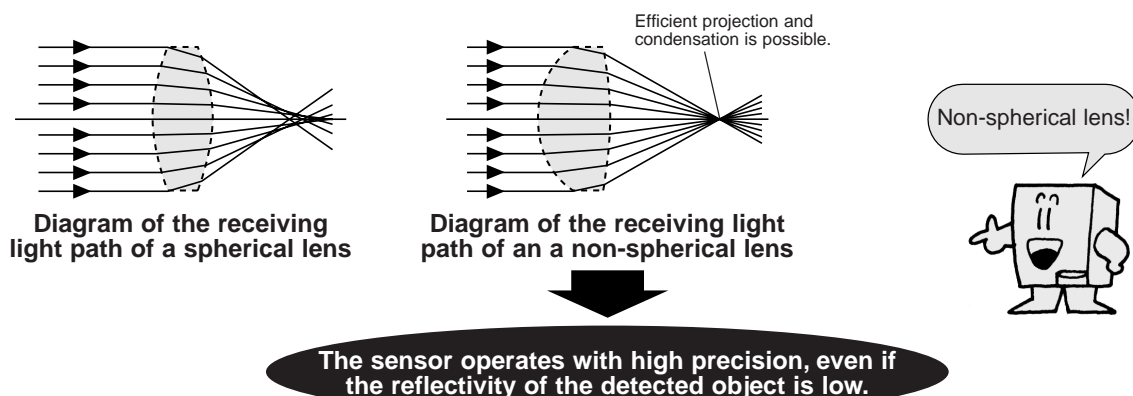 Efficient projection and
condensation is possible.
Non-spherical lens!
Diagram of the receiving
light path of a spherical lens
Diagram of the receiving light
path of an a non-spherical lens
The sensor operates with high precision, even if
the reflectivity of the detected object is low.